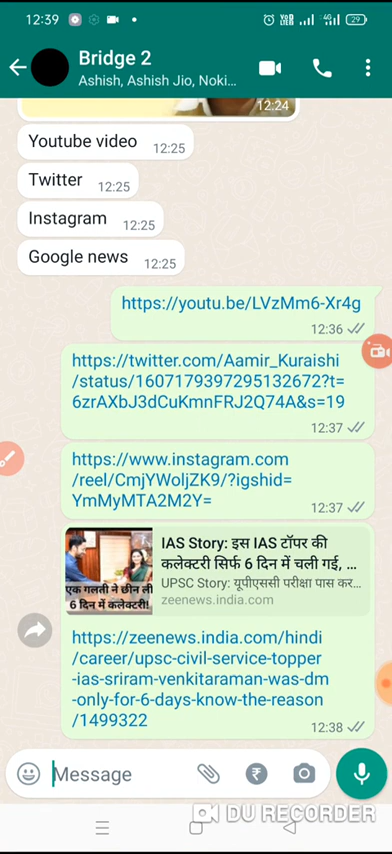 12:39
4G
29
Bridge 2
Ashish, Ashish Jio, Noki...
12:24
Youtube video 12:25
Twitter 12:25
Instagram 12:25
Google news 12:25
https://youtu.be/LVzMm6-Xr4g
12:36
https://twitter.com/Aamir_Kuraishi
/status/1607179397295132672?t=
6zrAXbJ3dCuKmnFRJ2Q74A&s=19
12:37
https://www.instagram.com
/reel/CmjYWoljZK9/?igshid=
YmMyMTA2M2Y=
12:37
एक गलती ने छीन ली
6 दिन में कलेक्टरी!
IAS Story: इस IAS टॉपर की
कलेक्टरी सिर्फ 6 दिन में चली गई, ...
UPSC Story: यूपीएससी परीक्षा पास कर...
zeenews.india.com
https://zeenews.india.com/hindi
/career/upsc-civil-service-topper
-ias-sriram-venkitaraman-was-dm
-only-for-6-days-know-the-reason
/1499322
12:38
Message
₹
DU RECORDER